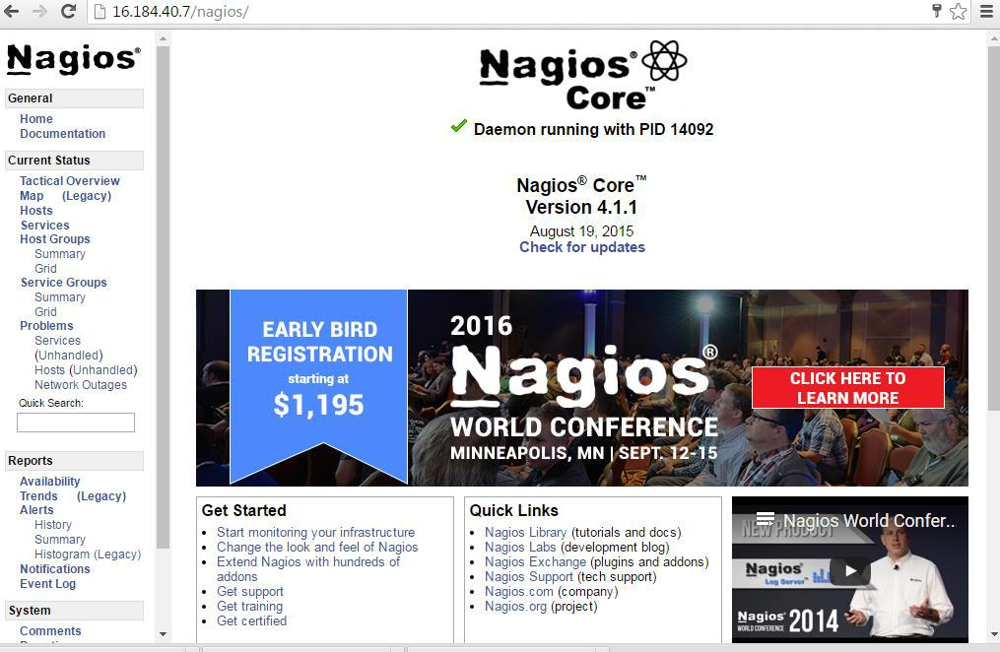 16.184.40.7/nagios/
Nagios®
General
Home
Documentation
Current Status
Tactical Overview
Map (Legacy)
Hosts
Services
Host Groups
Summary
Grid
Service Groups
Summary
Grid
Problems
Services
(Unhandled)
Hosts (Unhandled)
Network Outages
Quick Search:
Reports
Availability
Trends (Legacy)
Alerts
History
Summary
Histogram (Legacy)
Notifications
Event Log
System
Comments
Nagios®
Core™
Daemon running with PID 14092
Nagios® Core™
Version 4.1.1
August 19, 2015
Check for updates
EARLY BIRD
REGISTRATION
starting at
$1,195
2016
Nagios®
WORLD CONFERENCE
MINNEAPOLIS, MN | SEPT. 12-15
CLICK HERE TO
LEARN MORE
Get Started
Start monitoring your infrastructure
Change the look and feel of Nagios
Extend Nagios with hundreds of
addons
Get support
Get training
Get certified
Quick Links
Nagios Library (tutorials and docs)
Nagios Labs (development blog)
Nagios Exchange (plugins and addons)
Nagios Support (tech support)
Nagios.com (company)
Nagios.org (project)
Nagios World Confer...
NEW PRODUCT
Nagios
Log Server™
Nagios
WORLD CONFERENCE
2014